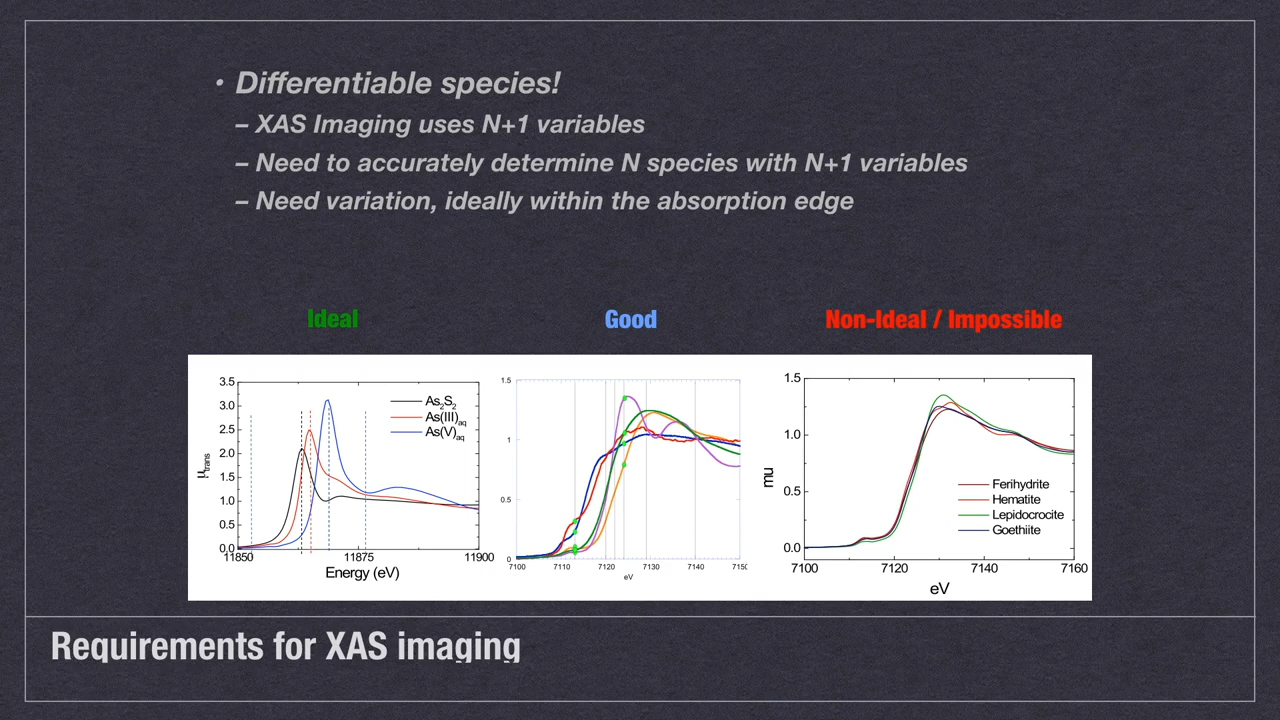 • Differentiable species!
– XAS Imaging uses N+1 variables
– Need to accurately determine N species with N+1 variables
– Need variation, ideally within the absorption edge
Ideal
Good
Non-Ideal / Impossible
3.5
3.0
2.5
2.0
1.5
1.0
0.5
0.0
μtrans
As2S2
As(III)aq
As(V)aq
11850
11875
11900
Energy (eV)
1.5
1
0.5
0
7100
7110
7120
7130
7140
eV
1.5
1.0
0.5
0.0
mu
Ferihydrite
Hematite
Lepidocrocite
Goethiite
7100
7120
7140
7160
eV
Requirements for XAS imaging